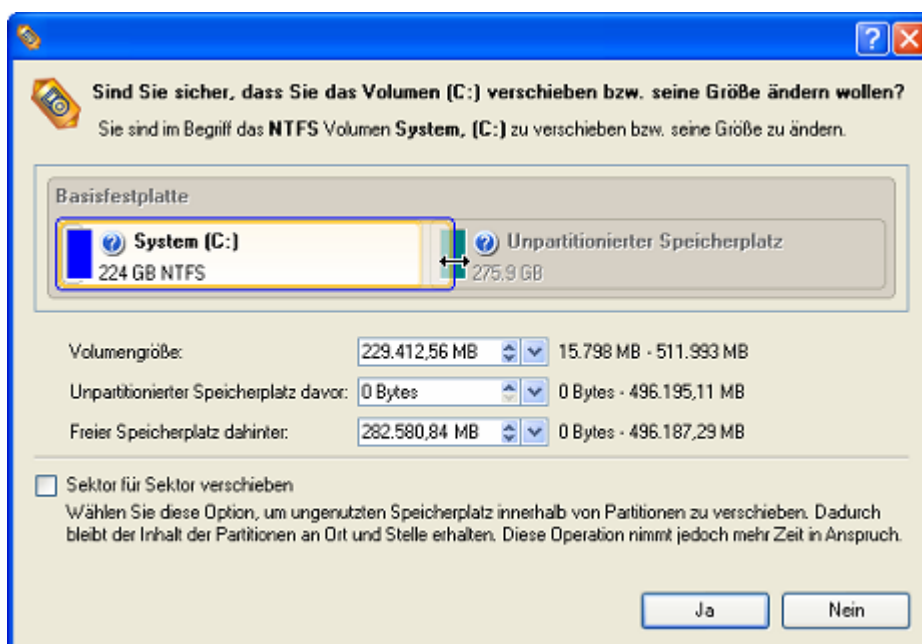 Sind Sie sicher, dass Sie das Volumen (C:) verschieben bzw. seine Größe ändern wollen?
Sie sind im Begriff das NTFS Volumen System, (C:) zu verschieben bzw. seine Größe zu ändern.
Basisfestplatte
System (C:)
224 GB NTFS
Unpartitionierter Speicherplatz
275.9 GB
Volumengröße: 229.412,56 MB 15.798 MB - 511.993 MB
Unpartitionierter Speicherplatz davor: 0 Bytes 0 Bytes - 496.195,11 MB
Freier Speicherplatz dahinter: 282.580,84 MB 0 Bytes - 496.187,29 MB
Sektor für Sektor verschieben
Wählen Sie diese Option, um ungenutzten Speicherplatz innerhalb von Partitionen zu verschieben. Dadurch
bleibt der Inhalt der Partitionen an Ort und Stelle erhalten. Diese Operation nimmt jedoch mehr Zeit in Anspruch.
Ja Nein